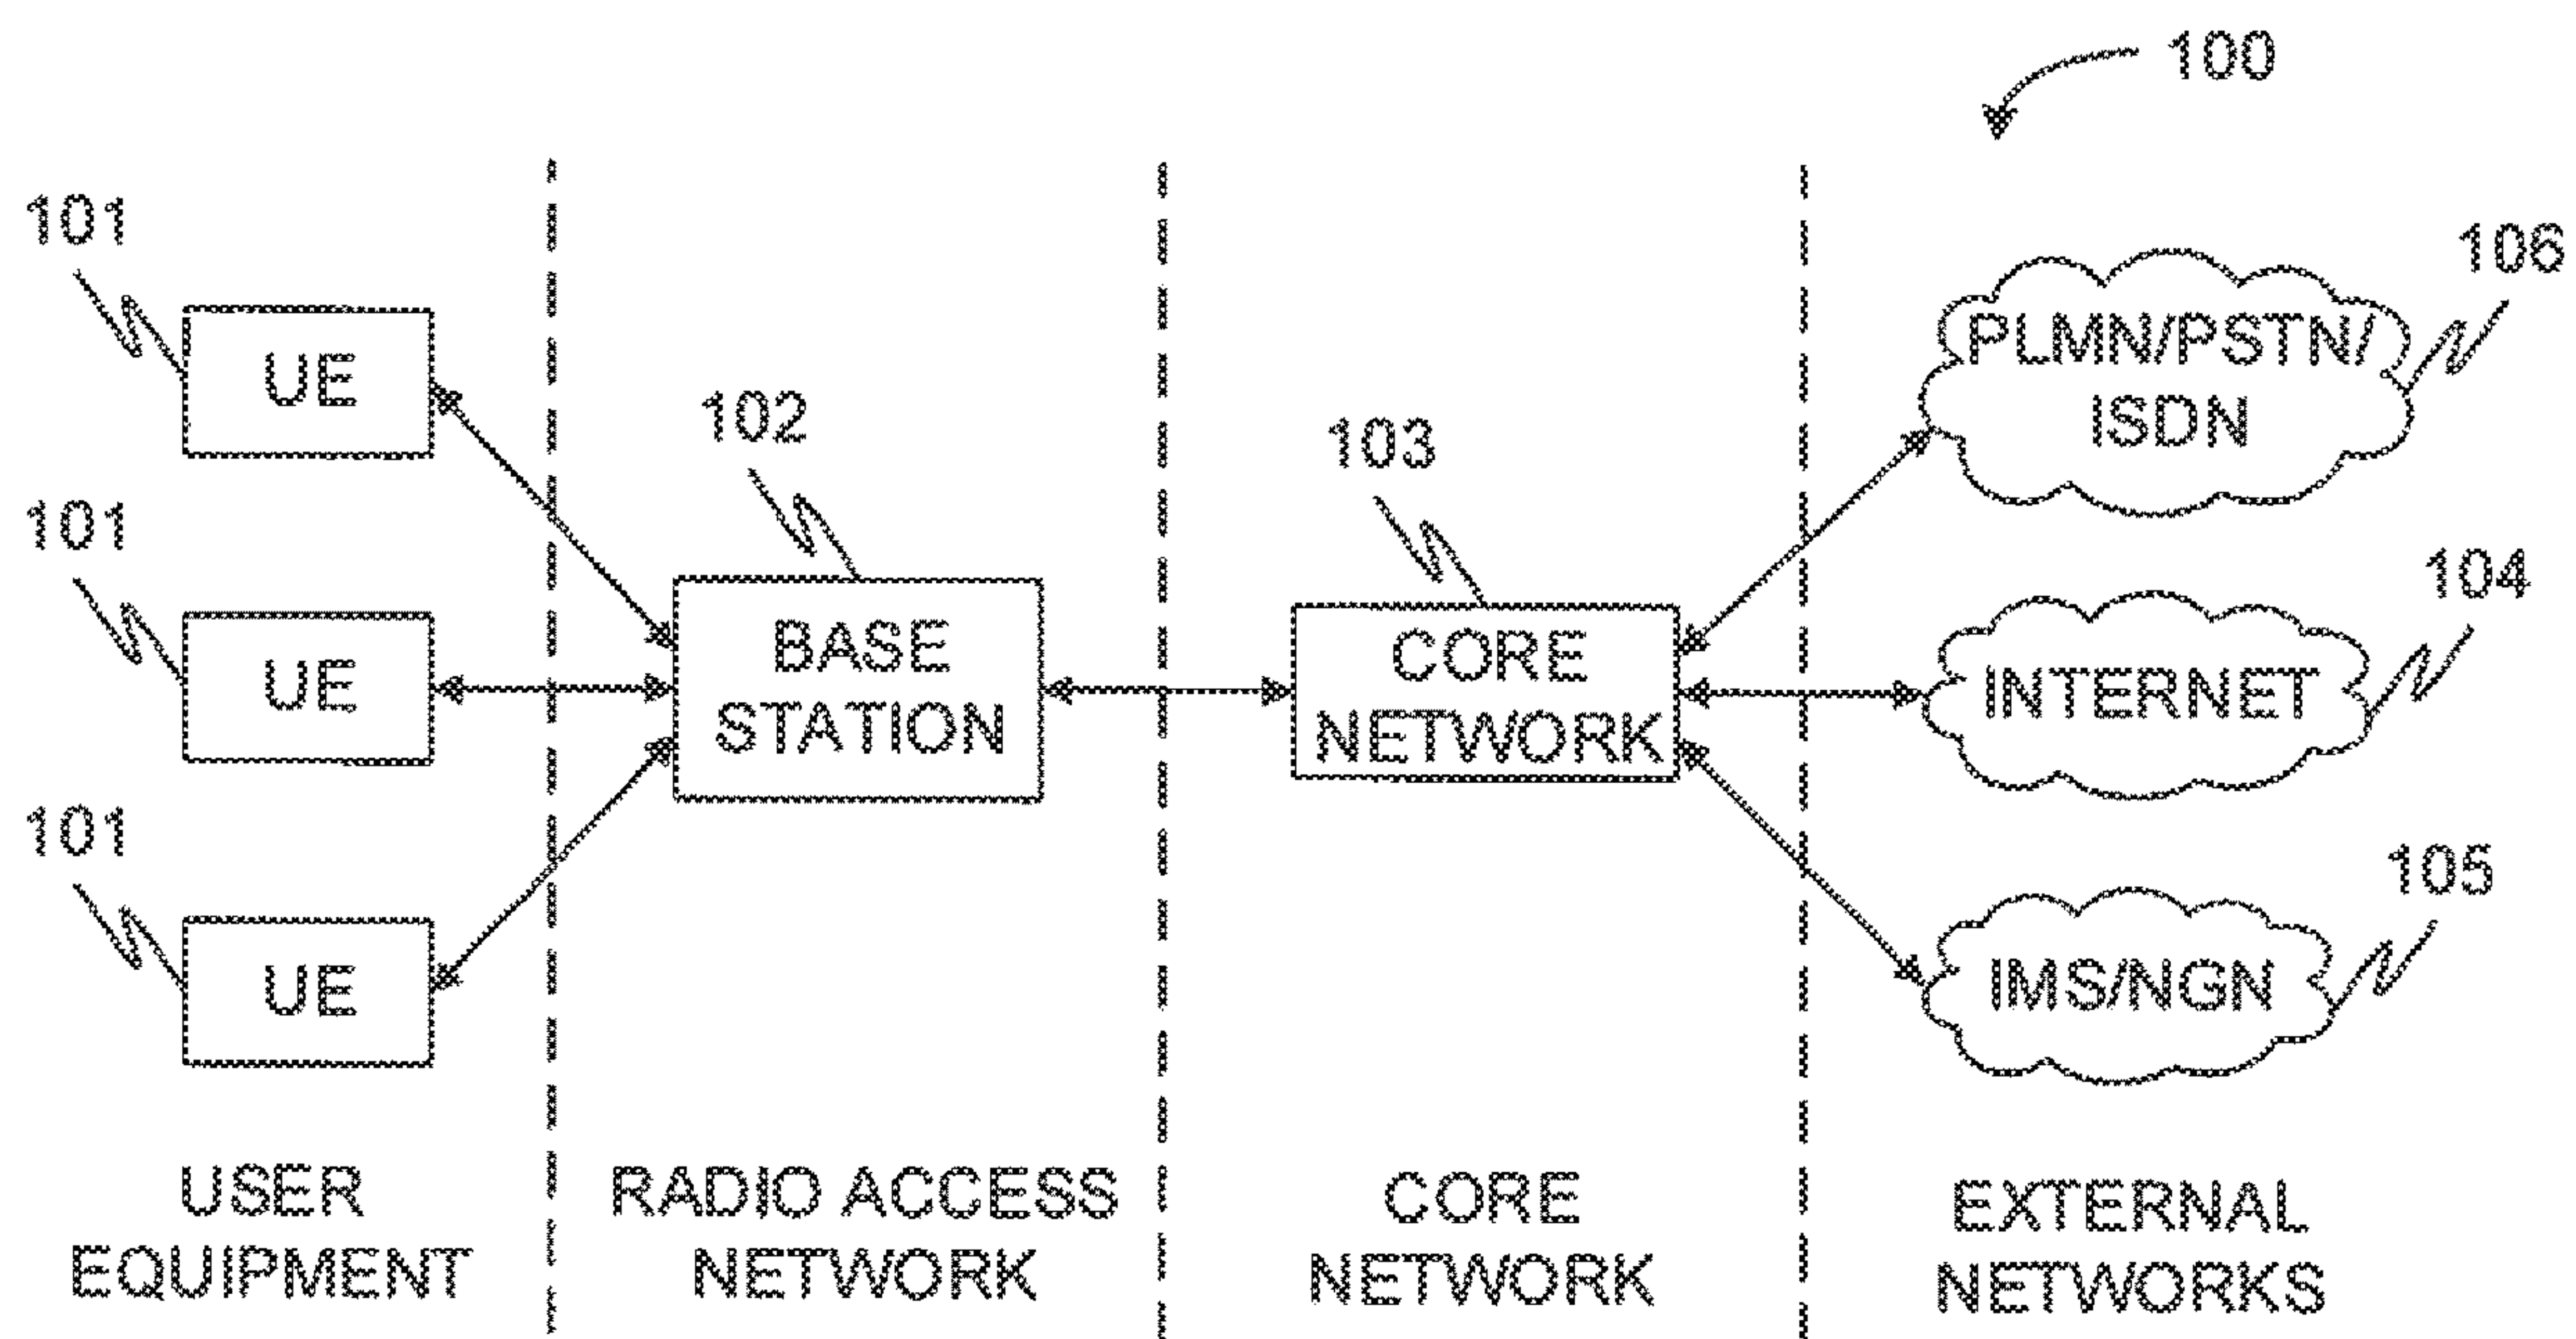 100
101
UE
101
UE
101
UE
102
BASE
STATION
103
CORE
NETWORK
106
PLMN/PSTN/
ISDN
104
INTERNET
105
IMS/NGN
USER
EQUIPMENT
RADIO ACCESS
NETWORK
CORE
NETWORK
EXTERNAL
NETWORKS